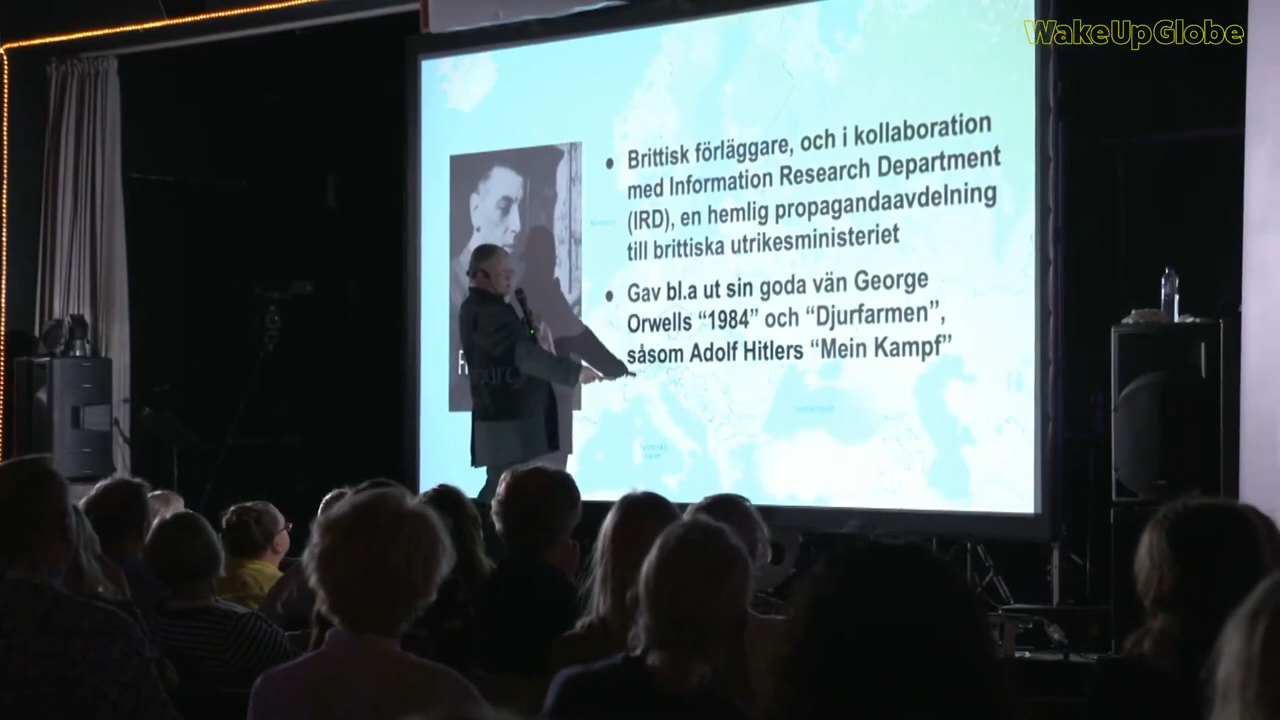 WakeUpGlobe
• Brittisk förläggare, och i kollaboration
med Information Research Department
(IRD), en hemlig propagandaavdelning
till brittiska utrikesministeriet
• Gav bl.a ut sin goda vän George
Orwells “1984” och “Djurfarmen”,
såsom Adolf Hitlers “Mein Kampf”